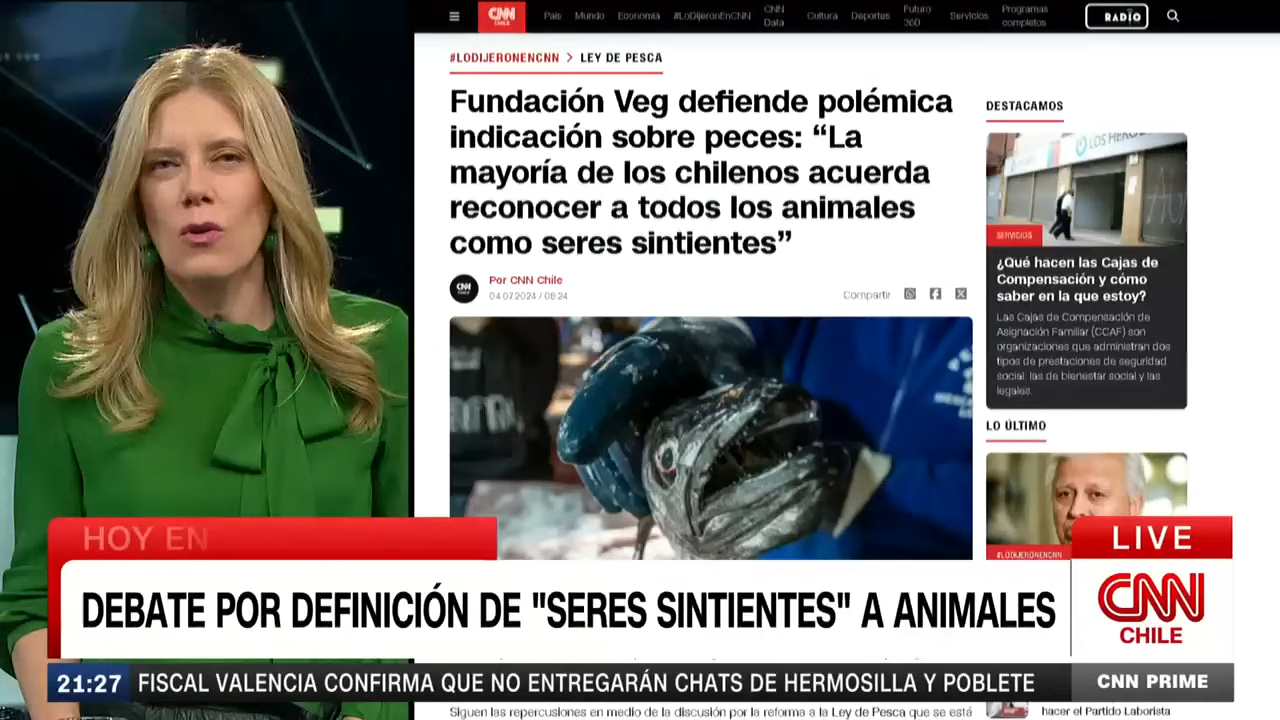 CNN CHILE
País Mundo Economía #LoDijeronEnCNN CNN Data Cultura Deportes Futuro 360 Servicios Programas completos RADIO
#LODIJERONENCNN > LEY DE PESCA
Fundación Veg defiende polémica
indicación sobre peces: “La
mayoría de los chilenos acuerda
reconocer a todos los animales
como seres sintientes”
CNN CHILE
Por CNN Chile
04.07.2024 / 08:24
Compartir
DESTACAMOS
LOS HEROE
SERVICIOS
¿Qué hacen las Cajas de
Compensación y cómo
saber en la que estoy?
Las Cajas de Compensación de
Asignación Familiar (CCAF) son
organizaciones que administran dos
tipos de prestaciones de seguridad
social: las de bienestar social y las
legales.
LO ÚLTIMO
#LODIJERONENCNN
HOY EN
DEBATE POR DEFINICIÓN DE "SERES SINTIENTES" A ANIMALES
LIVE
CNN
CHILE
21:27 FISCAL VALENCIA CONFIRMA QUE NO ENTREGARÁN CHATS DE HERMOSILLA Y POBLETE
CNN PRIME
Siguen las repercusiones en medio de la discusión por la reforma a la Ley de Pesca que se está
hacer el Partido Laborista